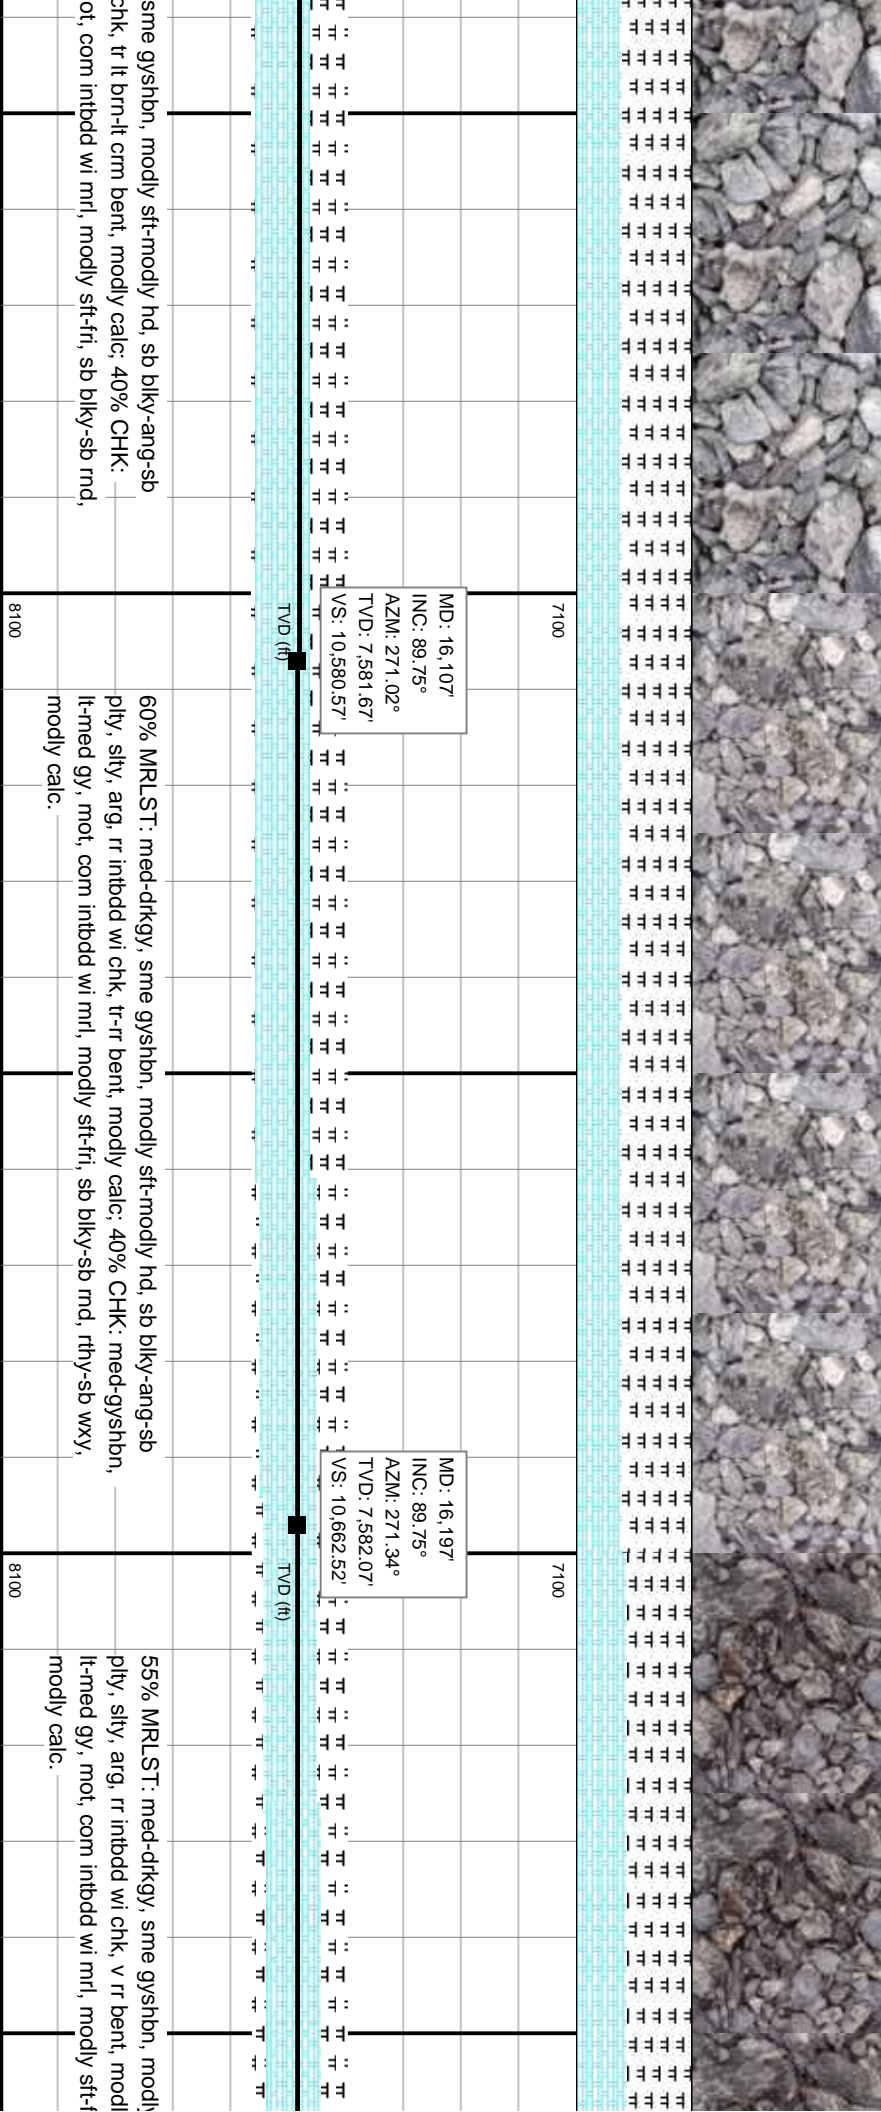 sme gyshbn, modly sft-modly hd, sb blky-ang-sb
chk, tr lt brn-lt crm bent, modly calc; 40% CHK:
ot, com intbdd wi mrl, modly sft-fri, sb blky-sb rnd,
7100
MD: 16,107'
INC: 89.75°
AZM: 271.02°
TVD: 7,581.67'
VS: 10,580.57'
TVD (ft)
8100
60% MRLST: med-drkgy, sme gyshbn, modly sft-modly hd, sb blky-ang-sb
plty, slty, arg, rr intbdd wi chk, tr-rr bent, modly calc; 40% CHK: med-gyshbn,
lt-med gy, mot, com intbdd wi mrl, modly sft-fri, sb blky-sb rnd, rthy-sb wxy,
modly calc.
7100
MD: 16,197'
INC: 89.75°
AZM: 271.34°
TVD: 7,582.07'
VS: 10,662.52'
TVD (ft)
8100
55% MRLST: med-drkgy, sme gyshbn, modly
plty, slty, arg, rr intbdd wi chk, v rr bent, modl
lt-med gy, mot, com intbdd wi mrl, modly sft-f
modly calc.